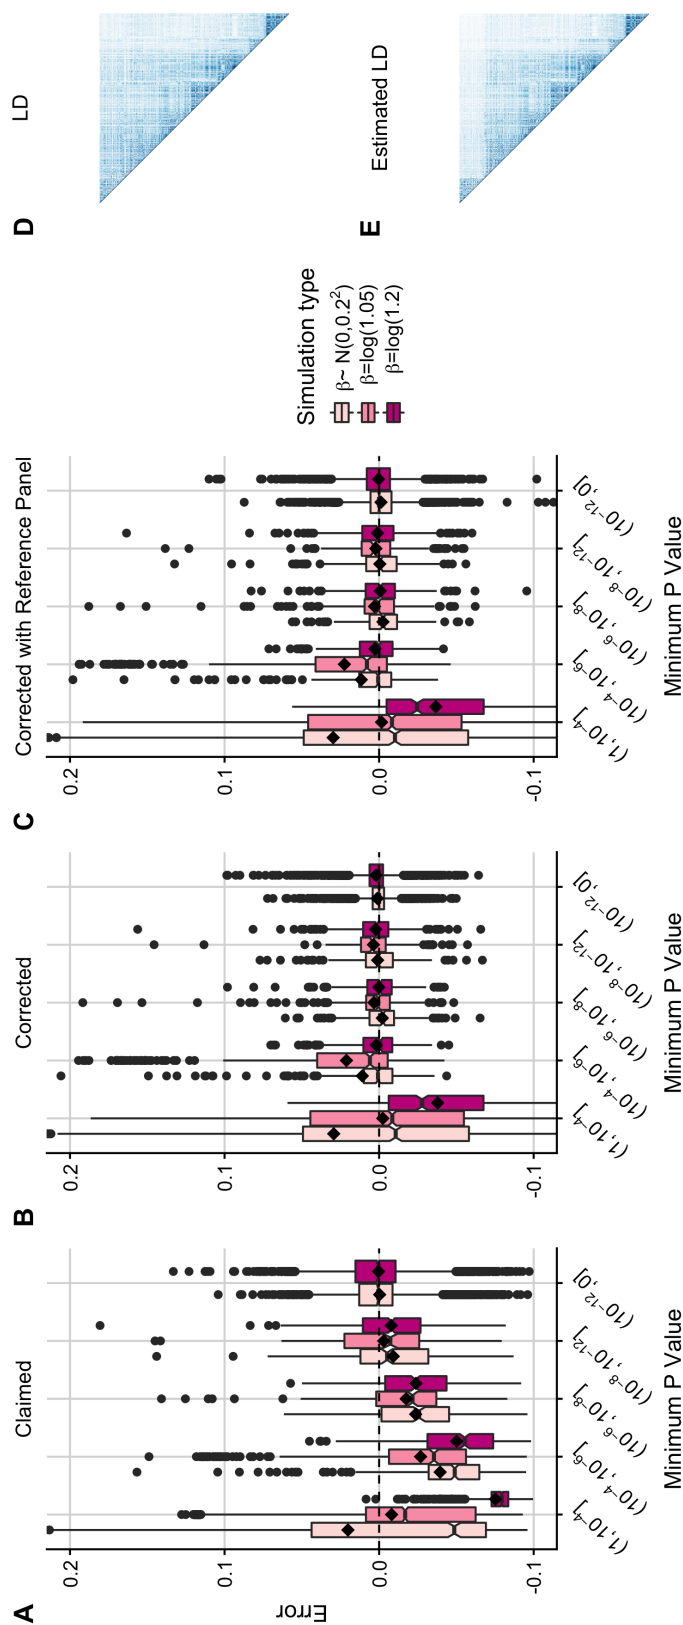 A
Claimed
Error
0.2
0.1
0.0
-0.1
(1,10⁻⁴]
(10⁻⁴,10⁻⁶]
(10⁻⁶,10⁻⁸]
(10⁻⁸,10⁻¹²]
(10⁻¹²,0]
Minimum P Value
B
Corrected
0.2
0.1
0.0
-0.1
(1,10⁻⁴]
(10⁻⁴,10⁻⁶]
(10⁻⁶,10⁻⁸]
(10⁻⁸,10⁻¹²]
(10⁻¹²,0]
Minimum P Value
C
Corrected with Reference Panel
0.2
0.1
0.0
-0.1
(1,10⁻⁴]
(10⁻⁴,10⁻⁶]
(10⁻⁶,10⁻⁸]
(10⁻⁸,10⁻¹²]
(10⁻¹²,0]
Minimum P Value
Simulation type
β~ N(0,0.2²)
β=log(1.05)
β=log(1.2)
D
LD
E
Estimated LD